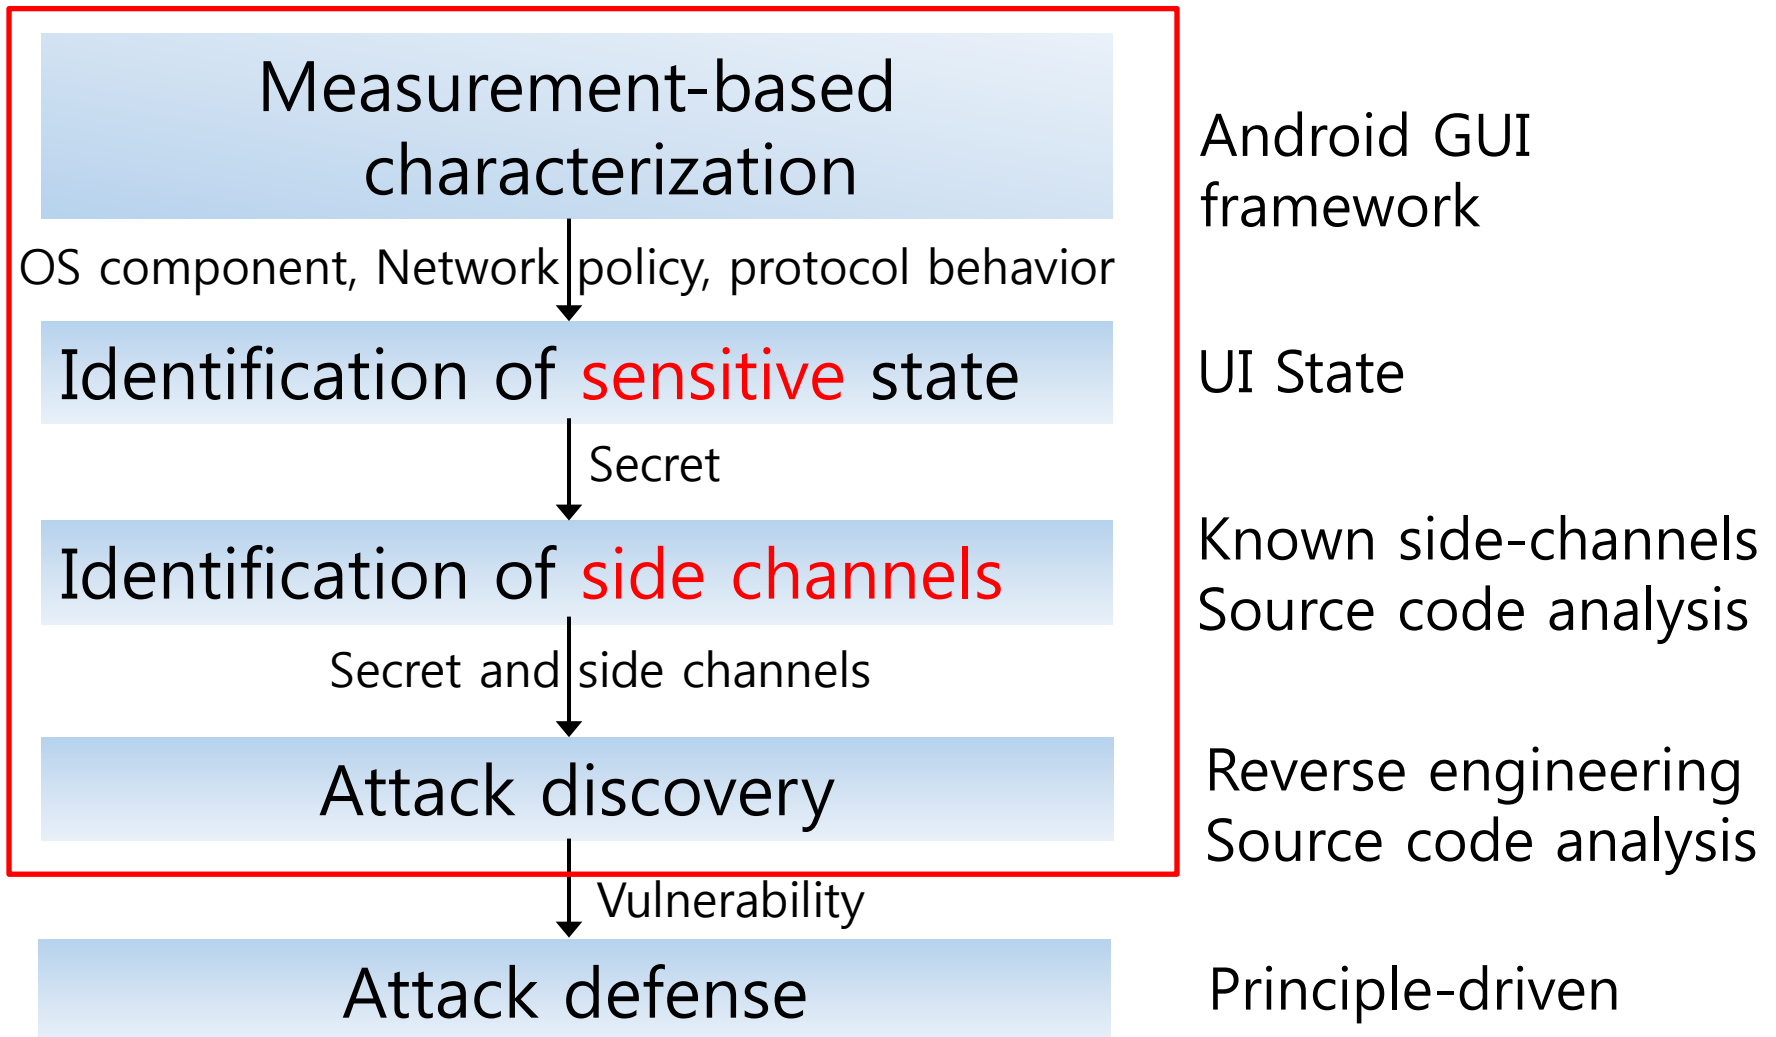 Measurement-based
characterization
Android GUI
framework
OS component, Network policy, protocol behavior
Identification of sensitive state
UI State
Secret
Identification of side channels
Known side-channels
Source code analysis
Secret and side channels
Attack discovery
Reverse engineering
Source code analysis
Vulnerability
Attack defense
Principle-driven